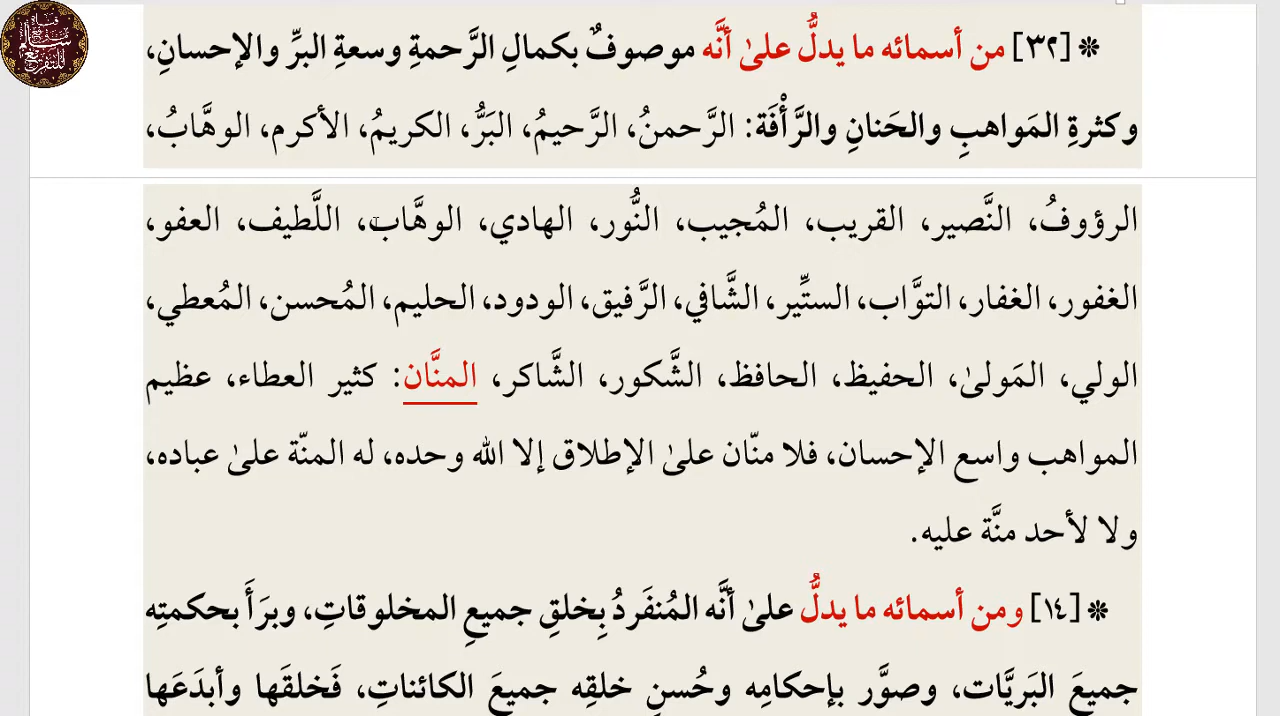 قناة
سالم
للتفريغ
❋ [٣٢] من أسمائه ما يدلُّ علىٰ أنَّه موصوفٌ بكمالِ الرَّحمةِ وسعةِ البرِّ والإحسانِ،
وكثرةِ المَواهبِ والحَنانِ والرَّأْفَة: الرَّحمنُ، الرَّحيمُ، البَرُّ، الكريمُ، الأكرم، الوهَّابُ،
الرؤوفُ، النَّصير، القريب، المُجيب، النُّور، الهادي، الوهَّاب، اللَّطيف، العفو،
الغفور، الغفار، التوَّاب، الستِّير، الشَّافي، الرَّفيق، الودود، الحليم، المُحسن، المُعطي،
الولي، المَولىٰ، الحفيظ، الحافظ، الشَّكور، الشَّاكر، المنَّان: كثير العطاء، عظيم
المواهب واسع الإحسان، فلا منّان علىٰ الإطلاق إلا الله وحده، له المنّة علىٰ عباده،
ولا لأحد منَّة عليه.
❋ [١٤] ومن أسمائه ما يدلُّ علىٰ أنَّه المُنفَردُ بِخلقِ جميعِ المخلوقاتِ، وبرَأَ بحكمتِه
جميعَ البَريَّات، وصوَّر بإحكامِه وحُسنِ خلقِه جميعَ الكائناتِ، فَخلقَها وأبدَعَها